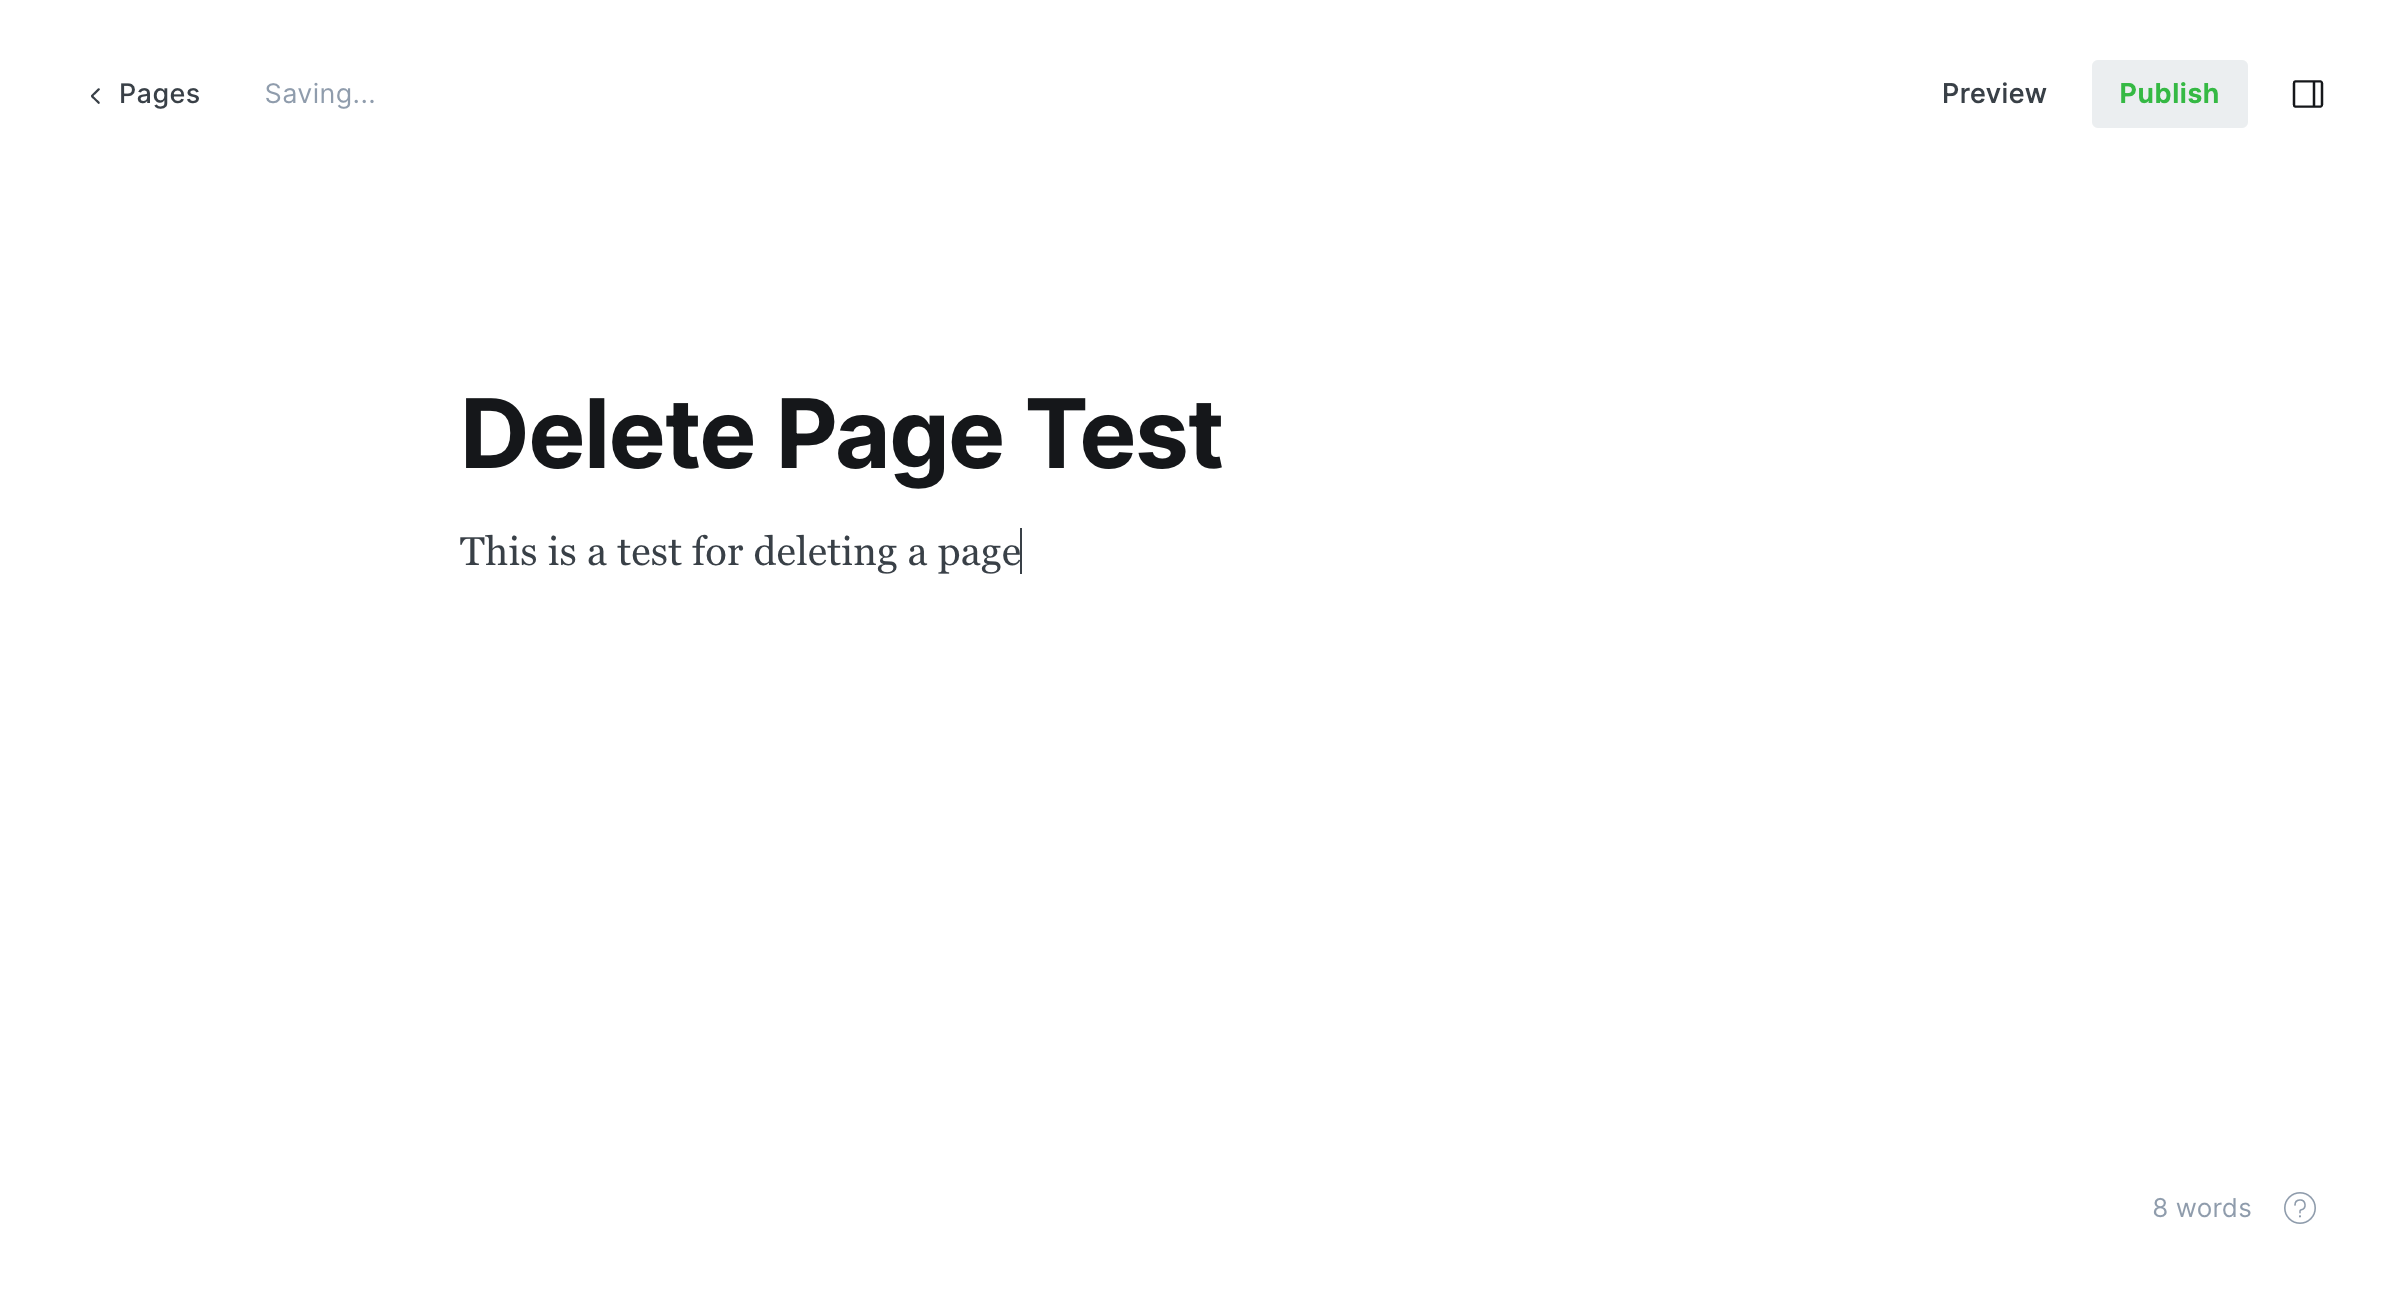 Pages Saving... Preview Publish
Delete Page Test
This is a test for deleting a page
8 words ?